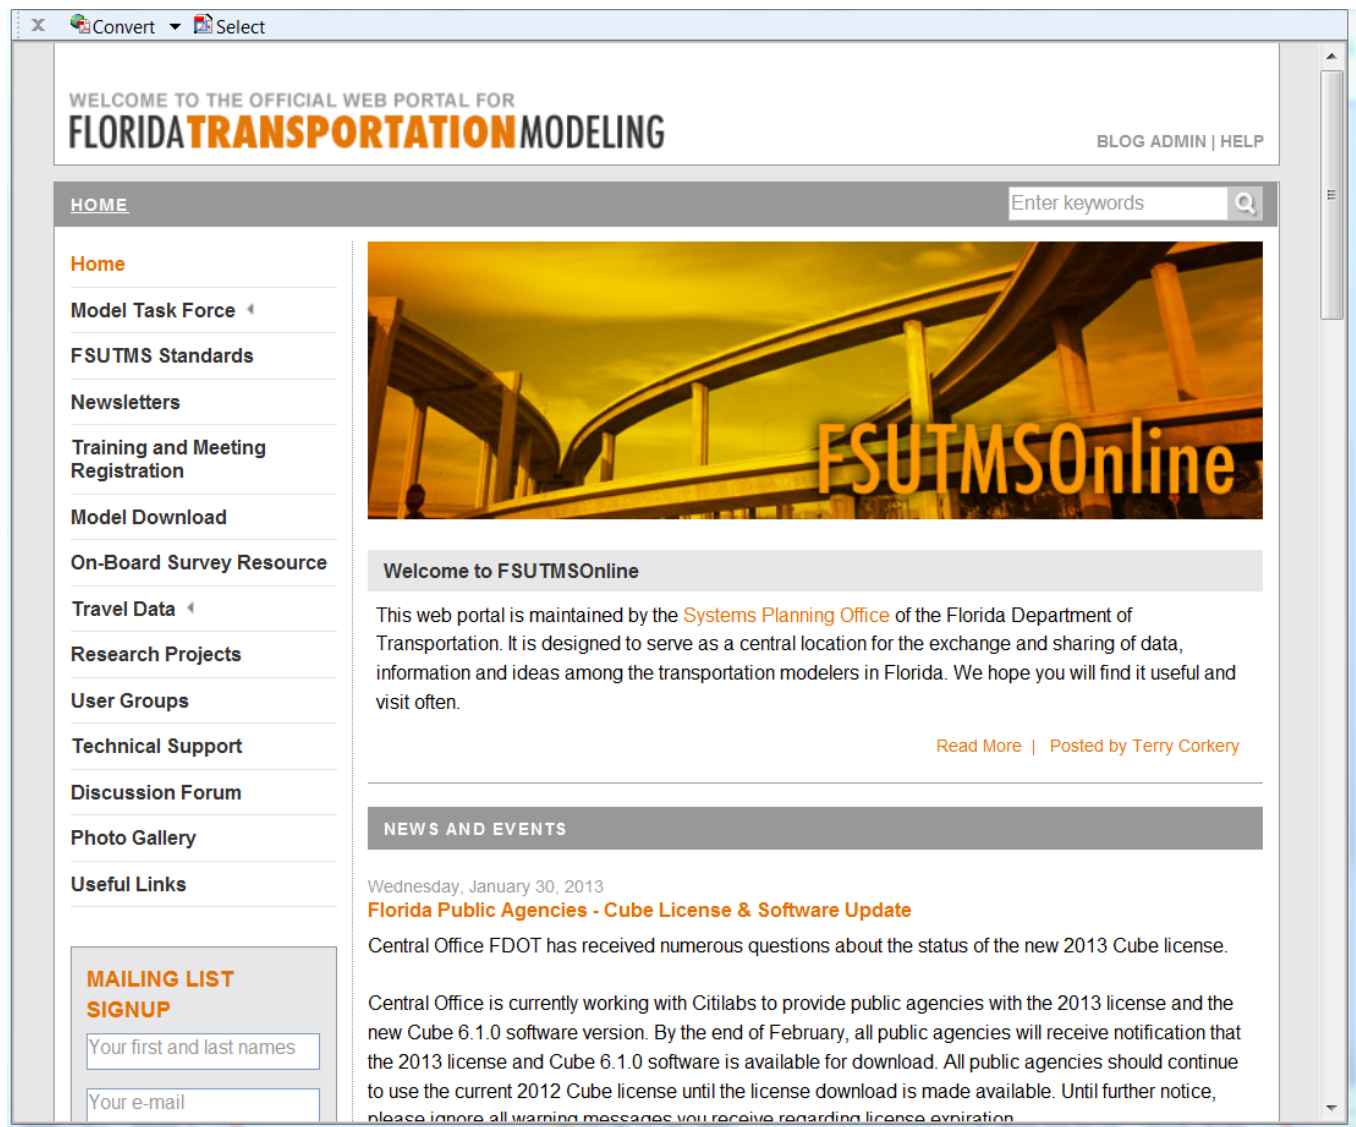 x Convert Select
WELCOME TO THE OFFICIAL WEB PORTAL FOR
FLORIDATRANSPORTATIONMODELING
BLOG ADMIN | HELP
HOME
Enter keywords
Home
Model Task Force
FSUTMS Standards
Newsletters
Training and Meeting
Registration
Model Download
On-Board Survey Resource
Travel Data
Research Projects
User Groups
Technical Support
Discussion Forum
Photo Gallery
Useful Links
MAILING LIST
SIGNUP
Your first and last names
Your e-mail
FSUTMSOnline
Welcome to FSUTMSOnline
This web portal is maintained by the Systems Planning Office of the Florida Department of
Transportation. It is designed to serve as a central location for the exchange and sharing of data,
information and ideas among the transportation modelers in Florida. We hope you will find it useful and
visit often.
Read More | Posted by Terry Corkery
NEWS AND EVENTS
Wednesday, January 30, 2013
Florida Public Agencies - Cube License & Software Update
Central Office FDOT has received numerous questions about the status of the new 2013 Cube license.
Central Office is currently working with Citilabs to provide public agencies with the 2013 license and the
new Cube 6.1.0 software version. By the end of February, all public agencies will receive notification that
the 2013 license and Cube 6.1.0 software is available for download. All public agencies should continue
to use the current 2012 Cube license until the license download is made available. Until further notice,
please ignore all warning messages you receive regarding license expiration